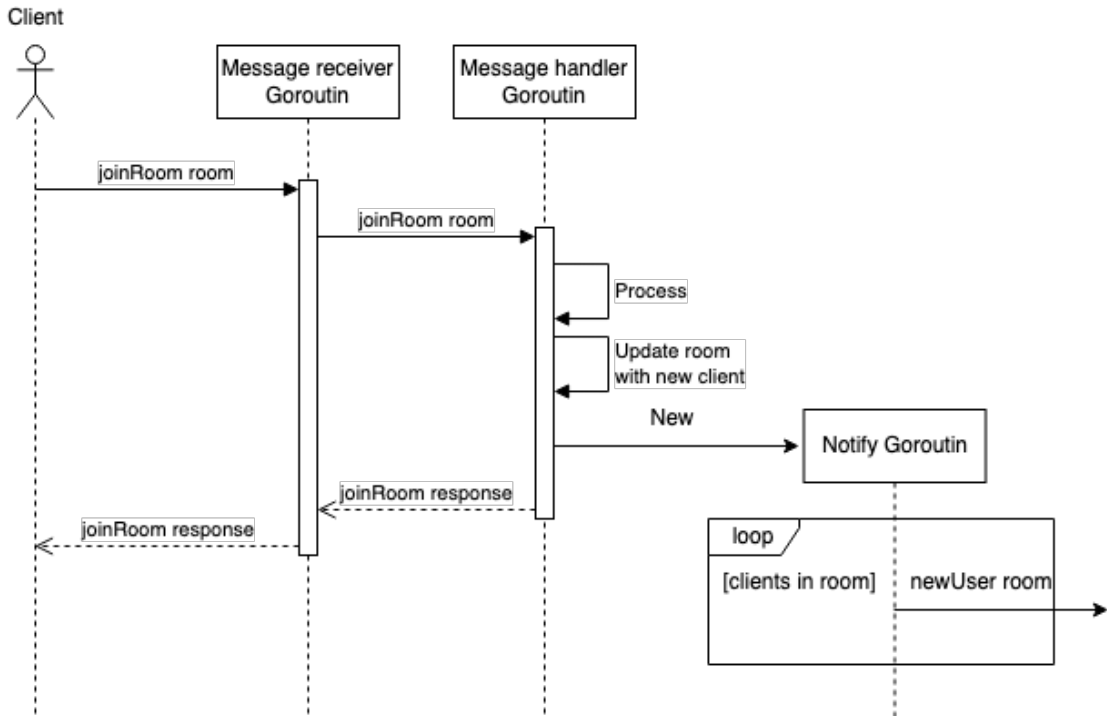 Client
Message receiver
Goroutin
Message handler
Goroutin
joinRoom room
joinRoom room
Process
Update room
with new client
New
Notify Goroutin
joinRoom response
joinRoom response
loop
[clients in room]
newUser room